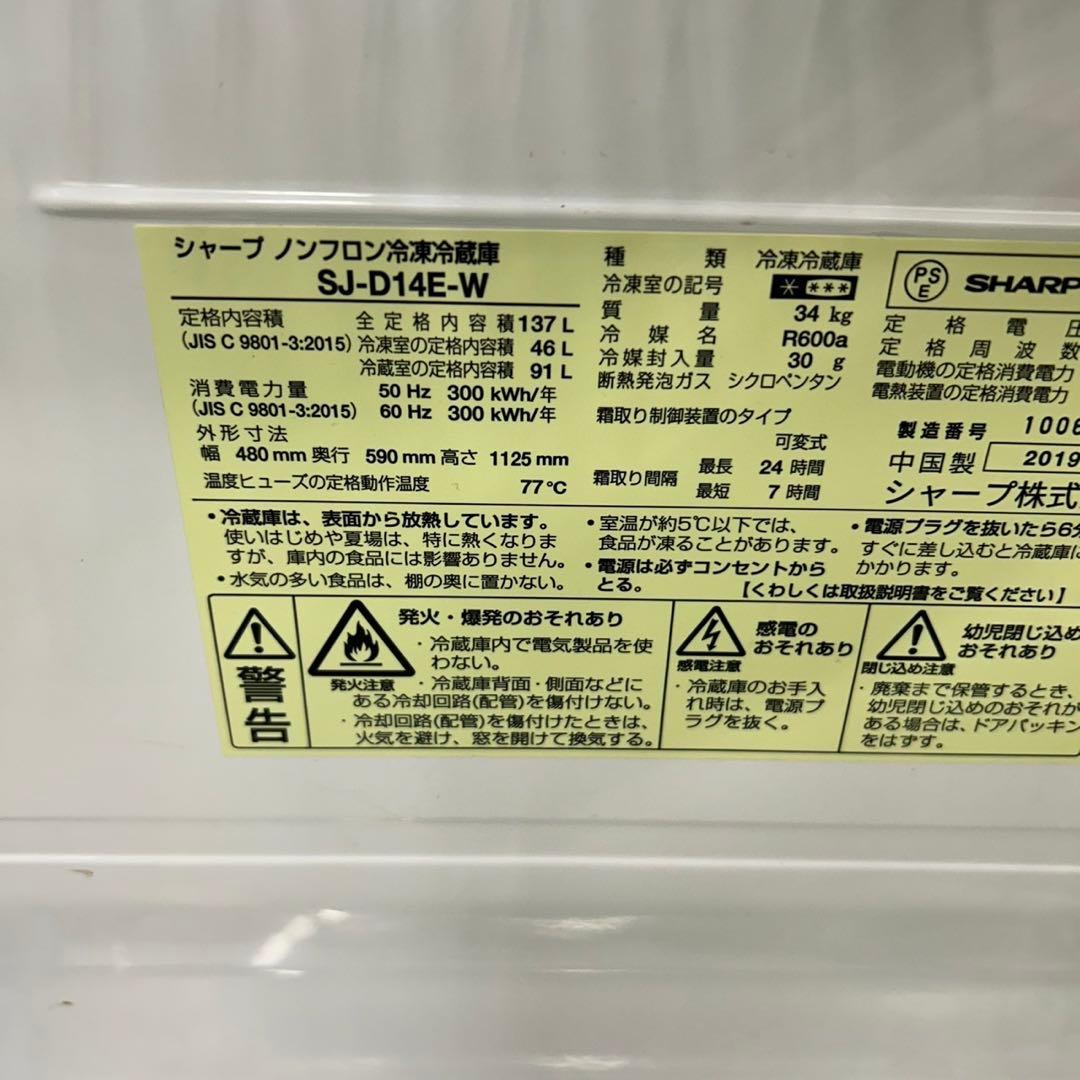 シャープ ノンフロン冷凍冷蔵庫
SJ-D14E-W
定格内容積 全定格内容積 137 L
(JIS C 9801-3:2015) 冷凍室の定格内容積 46 L
冷蔵室の定格内容積 91 L
消費電力量 50 Hz 300 kWh/年
(JIS C 9801-3:2015) 60 Hz 300 kWh/年
外形寸法
幅 480 mm 奥行 590 mm 高さ 1125 mm
温度ヒューズの定格動作温度 77℃
種類 冷凍冷蔵庫
冷凍室の記号 * ***
質量 34 kg
冷媒名 R600a
冷媒封入量 30 g
断熱発泡ガス シクロペンタン
霜取り制御装置のタイプ
可変式
霜取り間隔 最長 24 時間
最短 7 時間
PS
E
SHARP
定格電圧
定格周波数
電動機の定格消費電力
電熱装置の定格消費電力
製造番号 1006
中国製 2019
シャープ株式
・冷蔵庫は、表面から放熱しています。
使いはじめや夏場は、特に熱くなりま
すが、庫内の食品には影響ありません。
・水気の多い食品は、棚の奥に置かない。
・室温が約5℃以下では、
食品が凍ることがあります。
・電源は必ずコンセントから
とる。
・電源プラグを抜いたら6分
すぐに差し込むと冷蔵庫に
かかります。
【くわしくは取扱説明書をご覧ください】
警告
発火・爆発のおそれあり
発火注意
・冷蔵庫内で電気製品を使
わない。
・冷蔵庫背面・側面などに
ある冷却回路(配管)を傷付けない。
・冷却回路(配管)を傷付けたときは、
火気を避け、窓を開けて換気する。
感電の
おそれあり
感電注意
・冷蔵庫のお手入
れ時は、電源プ
ラグを抜く。
幼児閉じ込め
おそれあり
閉じ込め注意
・廃棄まで保管するとき、
幼児閉じ込めのおそれが
ある場合は、ドアパッキン
をはずす。